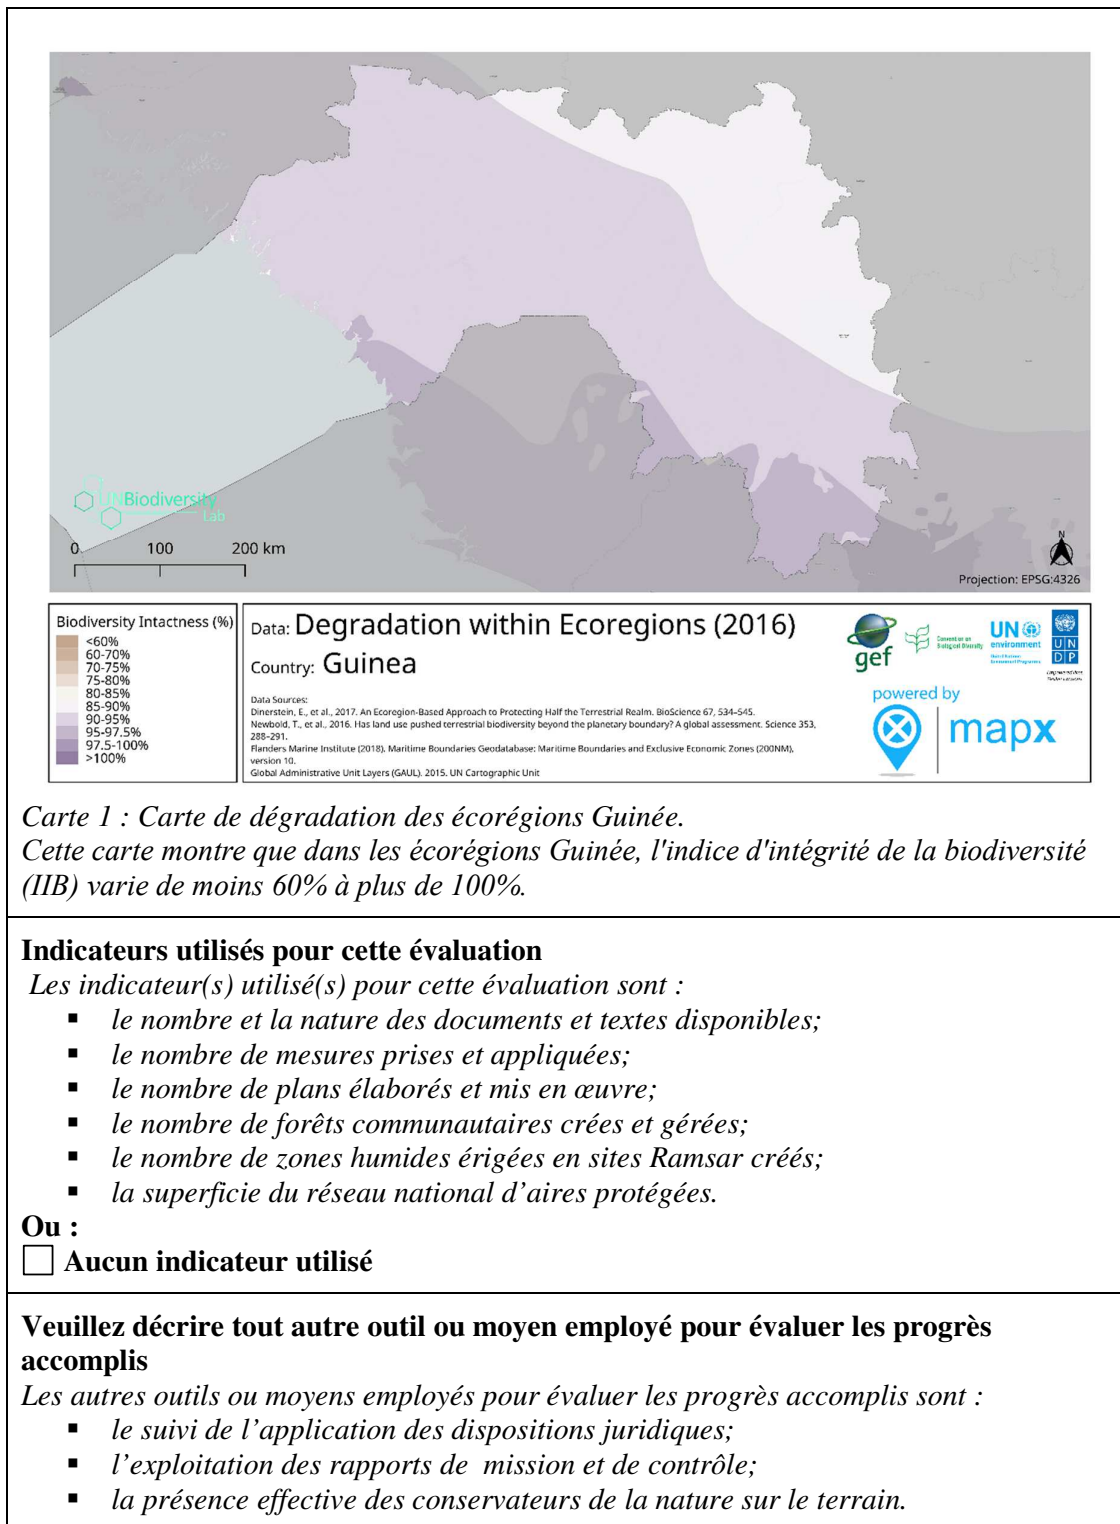 UNBiodiversity
Lab
0 100 200 km
N
Projection: EPSG:4326
Biodiversity Intactness (%)
<60%
60-70%
70-75%
75-80%
80-85%
85-90%
90-95%
95-97.5%
97.5-100%
>100%
Data: Degradation within Ecoregions (2016)
Country: Guinea
Data Sources:
Dinerstein, E., et al., 2017. An Ecoregion-Based Approach to Protecting Half the Terrestrial Realm. BioScience 67, 534–545.
Newbold, T., et al., 2016. Has land use pushed terrestrial biodiversity beyond the planetary boundary? A global assessment. Science 353,
288–291.
Flanders Marine Institute (2018). Maritime Boundaries Geodatabase: Maritime Boundaries and Exclusive Economic Zones (200NM),
version 10.
Global Administrative Unit Layers (GAUL). 2015. UN Cartographic Unit
gef
Convention on
Biological Diversity
UN
environment
U N
D P
powered by
mapx
Carte 1 : Carte de dégradation des écorégions Guinée.
Cette carte montre que dans les écorégions Guinée, l'indice d'intégrité de la biodiversité
(IIB) varie de moins 60% à plus de 100%.
Indicateurs utilisés pour cette évaluation
Les indicateur(s) utilisé(s) pour cette évaluation sont :
▪ le nombre et la nature des documents et textes disponibles;
▪ le nombre de mesures prises et appliquées;
▪ le nombre de plans élaborés et mis en œuvre;
▪ le nombre de forêts communautaires crées et gérées;
▪ le nombre de zones humides érigées en sites Ramsar créés;
▪ la superficie du réseau national d’aires protégées.
Ou :
☐ Aucun indicateur utilisé
Veuillez décrire tout autre outil ou moyen employé pour évaluer les progrès
accomplis
Les autres outils ou moyens employés pour évaluer les progrès accomplis sont :
▪ le suivi de l’application des dispositions juridiques;
▪ l’exploitation des rapports de mission et de contrôle;
▪ la présence effective des conservateurs de la nature sur le terrain.